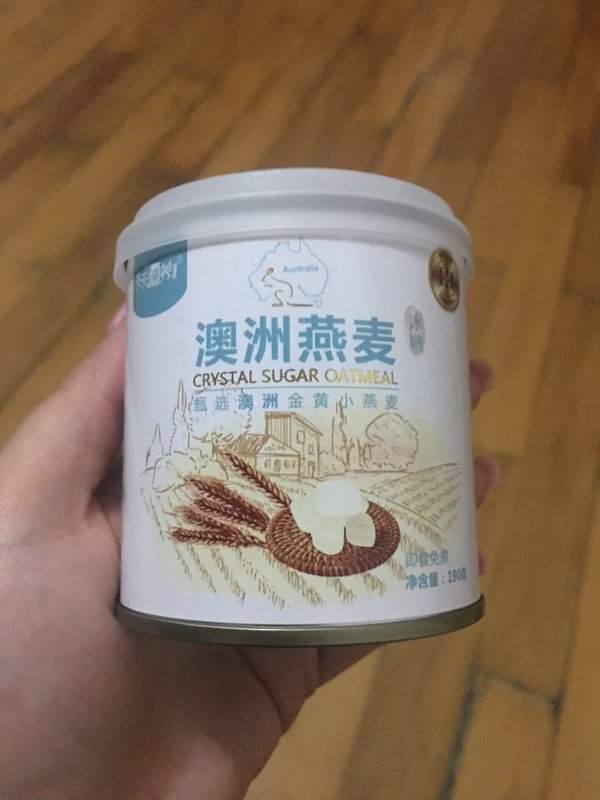 Australia
澳洲燕麦
冰糖
CRYSTAL SUGAR OATMEAL
甄选澳洲金黄小燕麦
即食免煮
净含量：190克